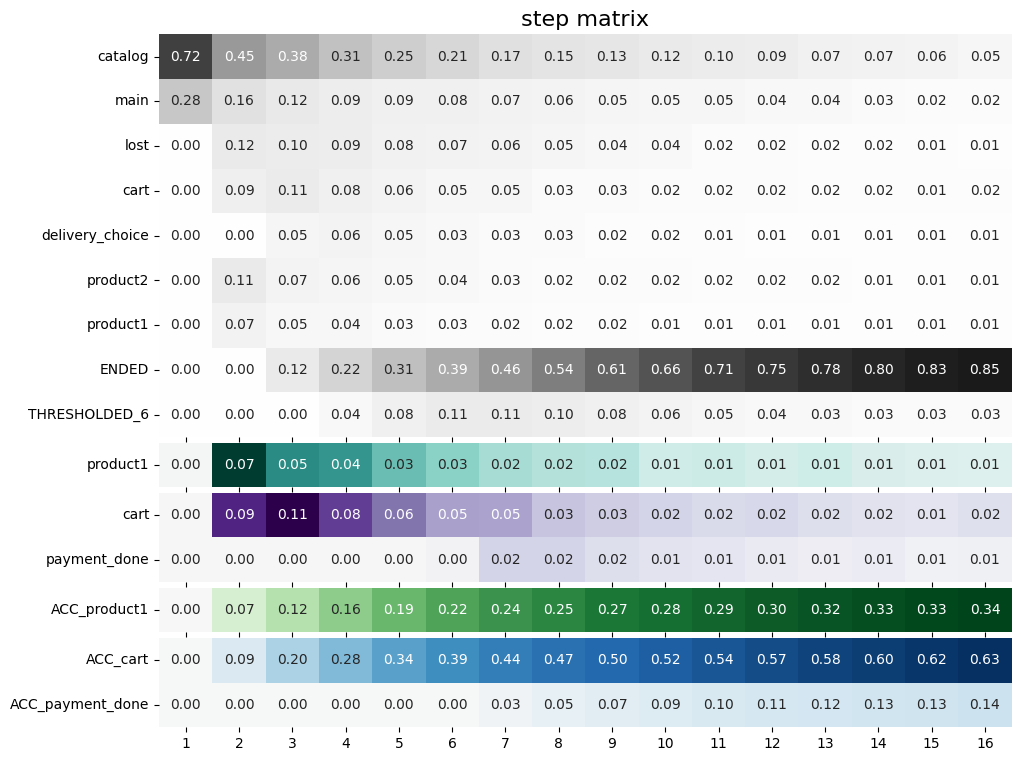 step matrix
catalog 0.72 0.45 0.38 0.31 0.25 0.21 0.17 0.15 0.13 0.12 0.10 0.09 0.07 0.07 0.06 0.05
main 0.28 0.16 0.12 0.09 0.09 0.08 0.07 0.06 0.05 0.05 0.05 0.04 0.04 0.03 0.02 0.02
lost 0.00 0.12 0.10 0.09 0.08 0.07 0.06 0.05 0.04 0.04 0.02 0.02 0.02 0.02 0.01 0.01
cart 0.00 0.09 0.11 0.08 0.06 0.05 0.05 0.03 0.03 0.02 0.02 0.02 0.02 0.02 0.01 0.02
delivery_choice 0.00 0.00 0.05 0.06 0.05 0.03 0.03 0.03 0.02 0.02 0.01 0.01 0.01 0.01 0.01 0.01
product2 0.00 0.11 0.07 0.06 0.05 0.04 0.03 0.02 0.02 0.02 0.02 0.02 0.02 0.01 0.01 0.01
product1 0.00 0.07 0.05 0.04 0.03 0.03 0.02 0.02 0.02 0.01 0.01 0.01 0.01 0.01 0.01 0.01
ENDED 0.00 0.00 0.12 0.22 0.31 0.39 0.46 0.54 0.61 0.66 0.71 0.75 0.78 0.80 0.83 0.85
THRESHOLDED_6 0.00 0.00 0.00 0.04 0.08 0.11 0.11 0.10 0.08 0.06 0.05 0.04 0.03 0.03 0.03 0.03
product1 0.00 0.07 0.05 0.04 0.03 0.03 0.02 0.02 0.02 0.01 0.01 0.01 0.01 0.01 0.01 0.01
cart 0.00 0.09 0.11 0.08 0.06 0.05 0.05 0.03 0.03 0.02 0.02 0.02 0.02 0.02 0.01 0.02
payment_done 0.00 0.00 0.00 0.00 0.00 0.00 0.02 0.02 0.02 0.01 0.01 0.01 0.01 0.01 0.01 0.01
ACC_product1 0.00 0.07 0.12 0.16 0.19 0.22 0.24 0.25 0.27 0.28 0.29 0.30 0.32 0.33 0.33 0.34
ACC_cart 0.00 0.09 0.20 0.28 0.34 0.39 0.44 0.47 0.50 0.52 0.54 0.57 0.58 0.60 0.62 0.63
ACC_payment_done 0.00 0.00 0.00 0.00 0.00 0.00 0.03 0.05 0.07 0.09 0.10 0.11 0.12 0.13 0.13 0.14
1 2 3 4 5 6 7 8 9 10 11 12 13 14 15 16